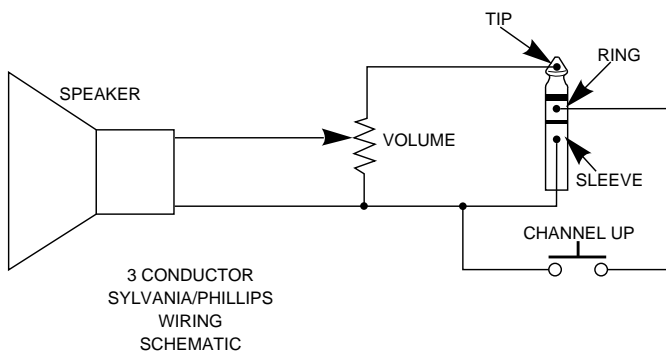 TIP
RING
SPEAKER
VOLUME
SLEEVE
CHANNEL UP
3 CONDUCTOR
SYLVANIA/PHILLIPS
WIRING
SCHEMATIC